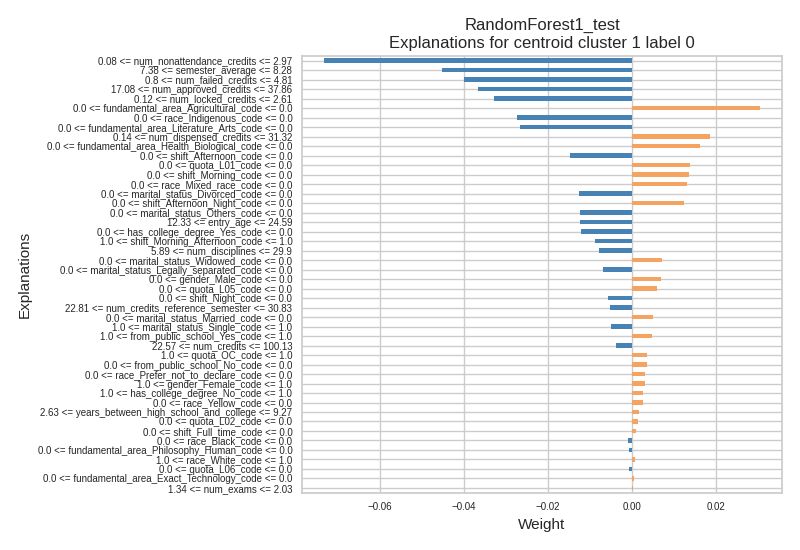 RandomForest1_test
Explanations for centroid cluster 1 label 0
Explanations
0.08 <= num_nonattendance_credits <= 2.97
7.38 <= semester_average <= 8.28
0.8 <= num_failed_credits <= 4.81
17.08 <= num_approved_credits <= 37.86
0.12 <= num_locked_credits <= 2.61
0.0 <= fundamental_area_Agricultural_code <= 0.0
0.0 <= race_Indigenous_code <= 0.0
0.0 <= fundamental_area_Literature_Arts_code <= 0.0
0.14 <= num_dispensed_credits <= 31.32
0.0 <= fundamental_area_Health_Biological_code <= 0.0
0.0 <= shift_Afternoon_code <= 0.0
0.0 <= quota_L01_code <= 0.0
0.0 <= shift_Morning_code <= 0.0
0.0 <= race_Mixed_race_code <= 0.0
0.0 <= marital_status_Divorced_code <= 0.0
0.0 <= shift_Afternoon_Night_code <= 0.0
0.0 <= marital_status_Others_code <= 0.0
12.33 <= entry_age <= 24.59
0.0 <= has_college_degree_Yes_code <= 0.0
1.0 <= shift_Morning_Afternoon_code <= 1.0
5.89 <= num_disciplines <= 29.9
0.0 <= marital_status_Widowed_code <= 0.0
0.0 <= marital_status_Legally_separated_code <= 0.0
0.0 <= gender_Male_code <= 0.0
0.0 <= quota_L05_code <= 0.0
0.0 <= shift_Night_code <= 0.0
22.81 <= num_credits_reference_semester <= 30.83
0.0 <= marital_status_Married_code <= 0.0
1.0 <= marital_status_Single_code <= 1.0
1.0 <= from_public_school_Yes_code <= 1.0
22.57 <= num_credits <= 100.13
1.0 <= quota_OC_code <= 1.0
0.0 <= from_public_school_No_code <= 0.0
0.0 <= race_Prefer_not_to_declare_code <= 0.0
1.0 <= gender_Female_code <= 1.0
1.0 <= has_college_degree_No_code <= 1.0
0.0 <= race_Yellow_code <= 0.0
2.63 <= years_between_high_school_and_college <= 9.27
0.0 <= quota_L02_code <= 0.0
0.0 <= shift_Full_time_code <= 0.0
0.0 <= race_Black_code <= 0.0
0.0 <= fundamental_area_Philosophy_Human_code <= 0.0
1.0 <= race_White_code <= 1.0
0.0 <= quota_L06_code <= 0.0
0.0 <= fundamental_area_Exact_Technology_code <= 0.0
1.34 <= num_exams <= 2.03
−0.06 −0.04 −0.02 0.00 0.02
Weight